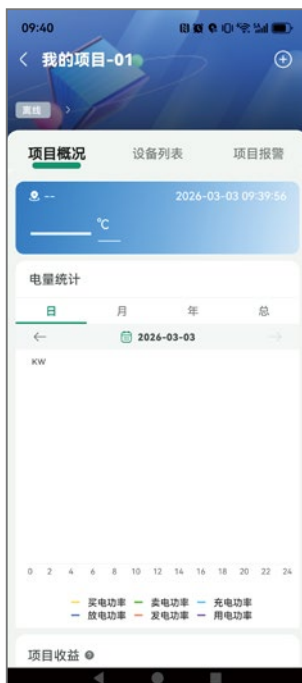 09:40
我的项目-01
离线
项目概况 设备列表 项目报警
-- 2026-03-03 09:39:56
℃
电量统计
日 月 年 总
2026-03-03
KW
0 2 4 6 8 10 12 14 16 18 20 22 24
买电功率 卖电功率 充电功率
放电功率 发电功率 用电功率
项目收益